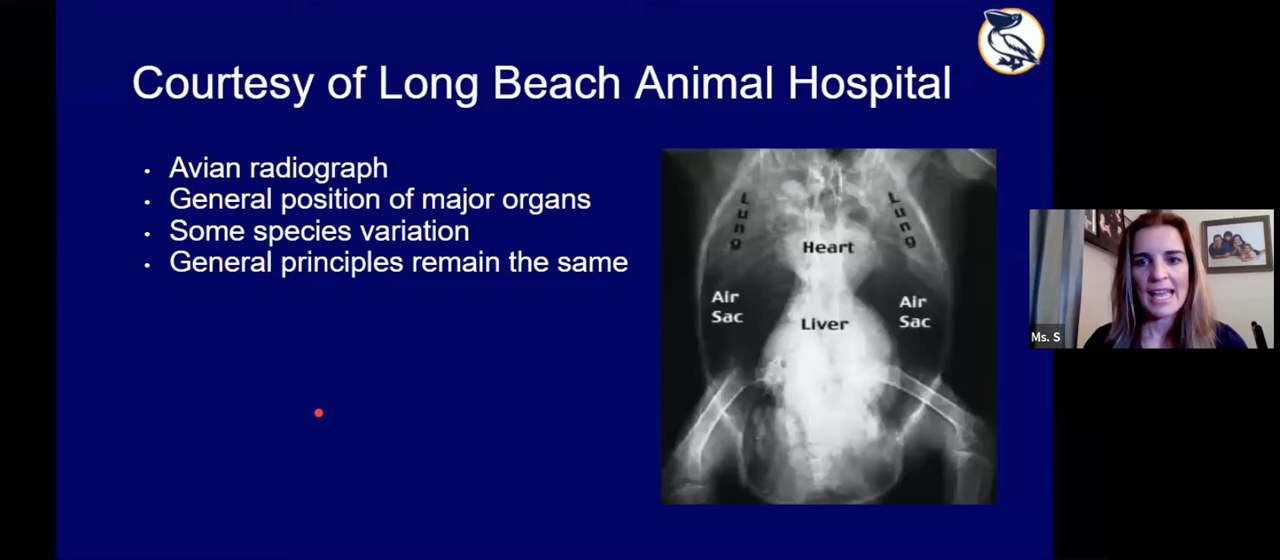 Courtesy of Long Beach Animal Hospital
• Avian radiograph
• General position of major organs
• Some species variation
• General principles remain the same
Lung
Lung
Heart
Air
Sac
Air
Sac
Liver
Ms. S